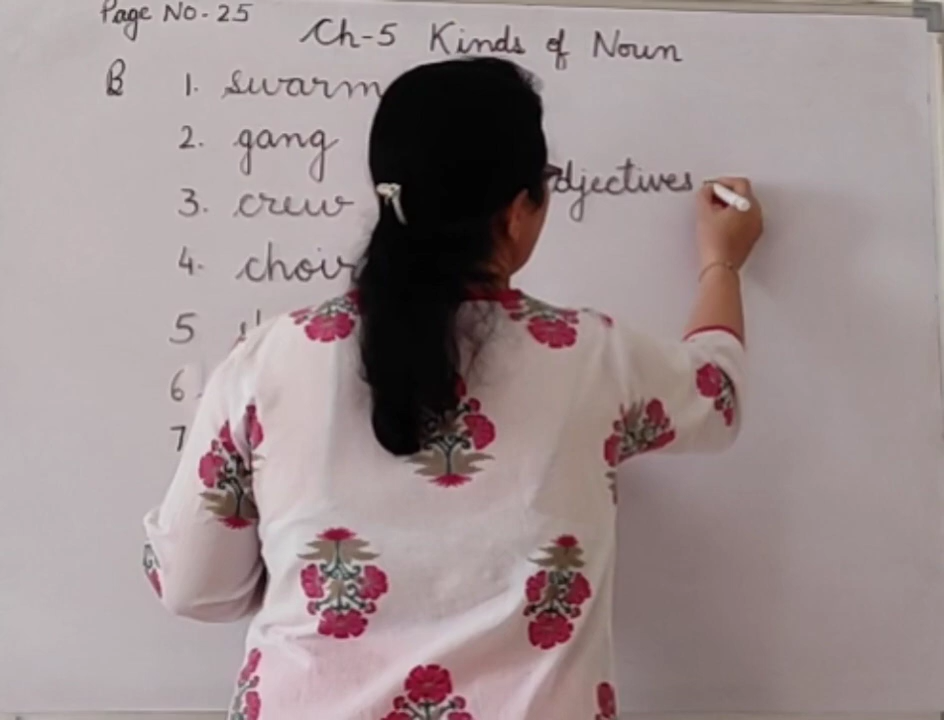 Page No.-25
Ch-5 Kinds of Noun
B 1. swarm
2. gang
djectives -
3. crew
4. choir
5
6
7